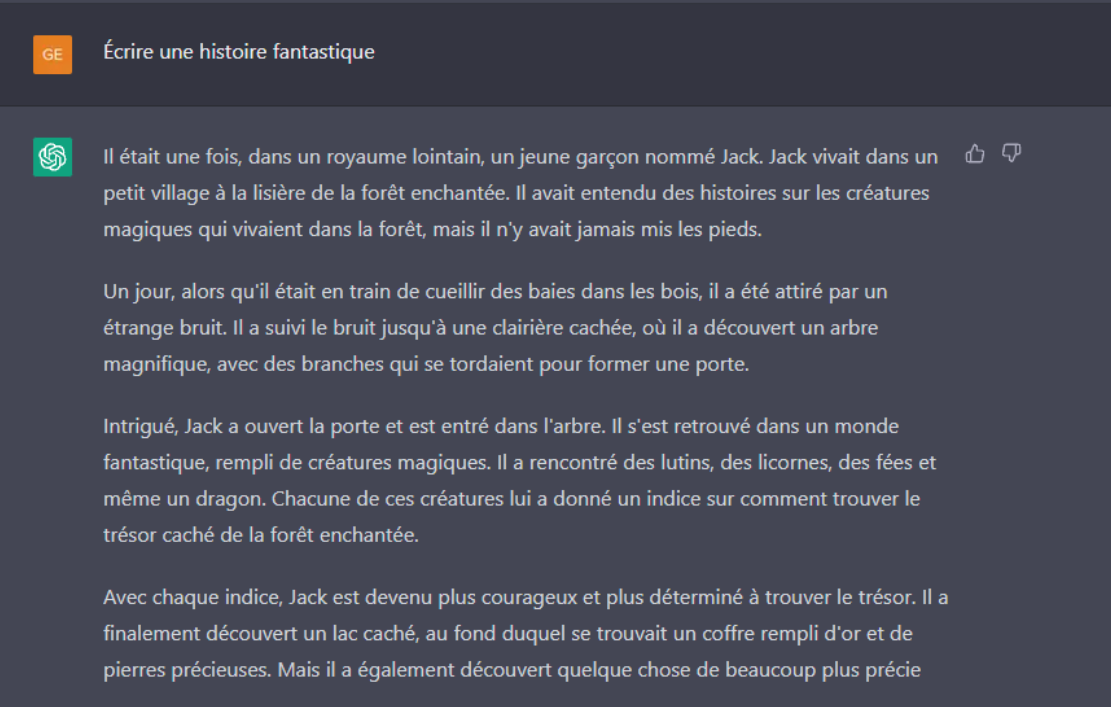 GE
Écrire une histoire fantastique
Il était une fois, dans un royaume lointain, un jeune garçon nommé Jack. Jack vivait dans un
petit village à la lisière de la forêt enchantée. Il avait entendu des histoires sur les créatures
magiques qui vivaient dans la forêt, mais il n'y avait jamais mis les pieds.
Un jour, alors qu'il était en train de cueillir des baies dans les bois, il a été attiré par un
étrange bruit. Il a suivi le bruit jusqu'à une clairière cachée, où il a découvert un arbre
magnifique, avec des branches qui se tordaient pour former une porte.
Intrigué, Jack a ouvert la porte et est entré dans l'arbre. Il s'est retrouvé dans un monde
fantastique, rempli de créatures magiques. Il a rencontré des lutins, des licornes, des fées et
même un dragon. Chacune de ces créatures lui a donné un indice sur comment trouver le
trésor caché de la forêt enchantée.
Avec chaque indice, Jack est devenu plus courageux et plus déterminé à trouver le trésor. Il a
finalement découvert un lac caché, au fond duquel se trouvait un coffre rempli d'or et de
pierres précieuses. Mais il a également découvert quelque chose de beaucoup plus précie